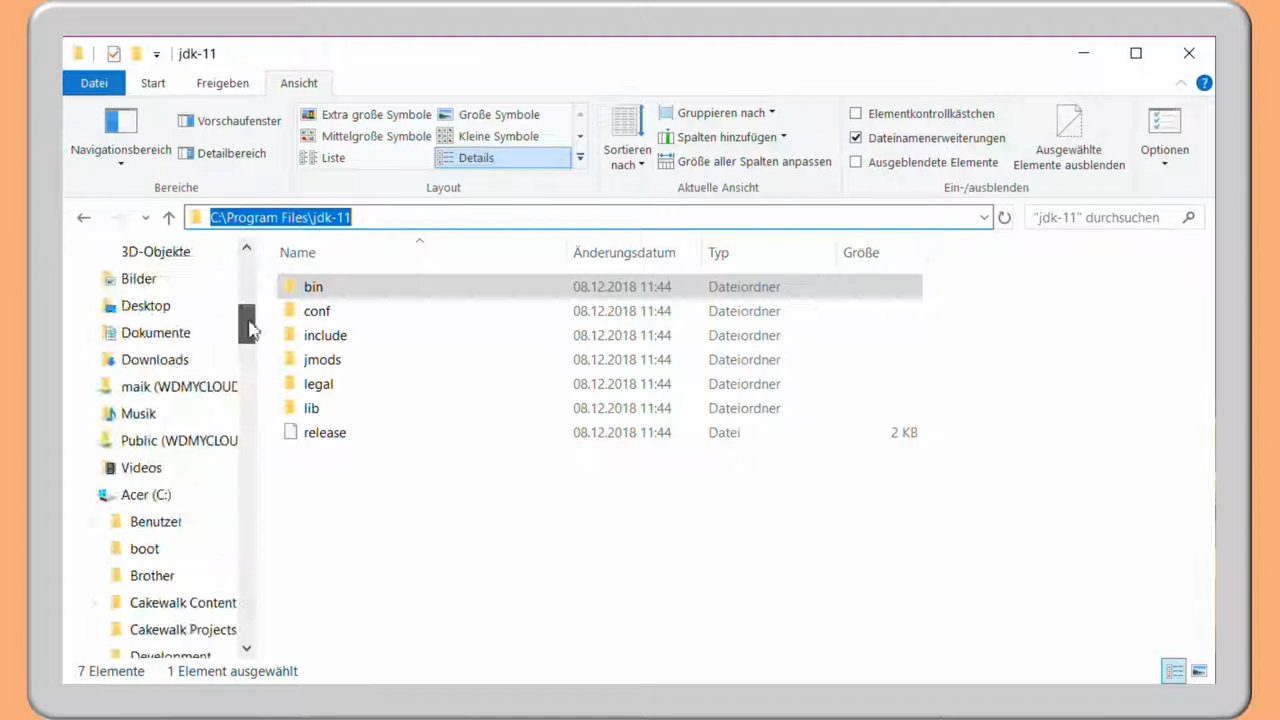 jdk-11
Datei Start Freigeben Ansicht
Navigationsbereich
Vorschaufenster
Detailbereich
Bereiche
Extra große Symbole Große Symbole
Mittelgroße Symbole Kleine Symbole
Liste Details
Layout
Sortieren nach
Gruppieren nach
Spalten hinzufügen
Größe aller Spalten anpassen
Aktuelle Ansicht
Elementkontrollkästchen
Dateinamenerweiterungen
Ausgeblendete Elemente
Ausgewählte
Elemente ausblenden
Optionen
Ein-/ausblenden
C:\Program Files\jdk-11
"jdk-11" durchsuchen
3D-Objekte
Bilder
Desktop
Dokumente
Downloads
maik (WDMYCLOUD
Musik
Public (WDMYCLOU
Videos
Acer (C:)
Benutzer
boot
Brother
Cakewalk Content
Cakewalk Projects
Development
Name Änderungsdatum Typ Größe
bin 08.12.2018 11:44 Dateiordner
conf 08.12.2018 11:44 Dateiordner
include 08.12.2018 11:44 Dateiordner
jmods 08.12.2018 11:44 Dateiordner
legal 08.12.2018 11:44 Dateiordner
lib 08.12.2018 11:44 Dateiordner
release 08.12.2018 11:44 Datei 2 KB
7 Elemente 1 Element ausgewählt